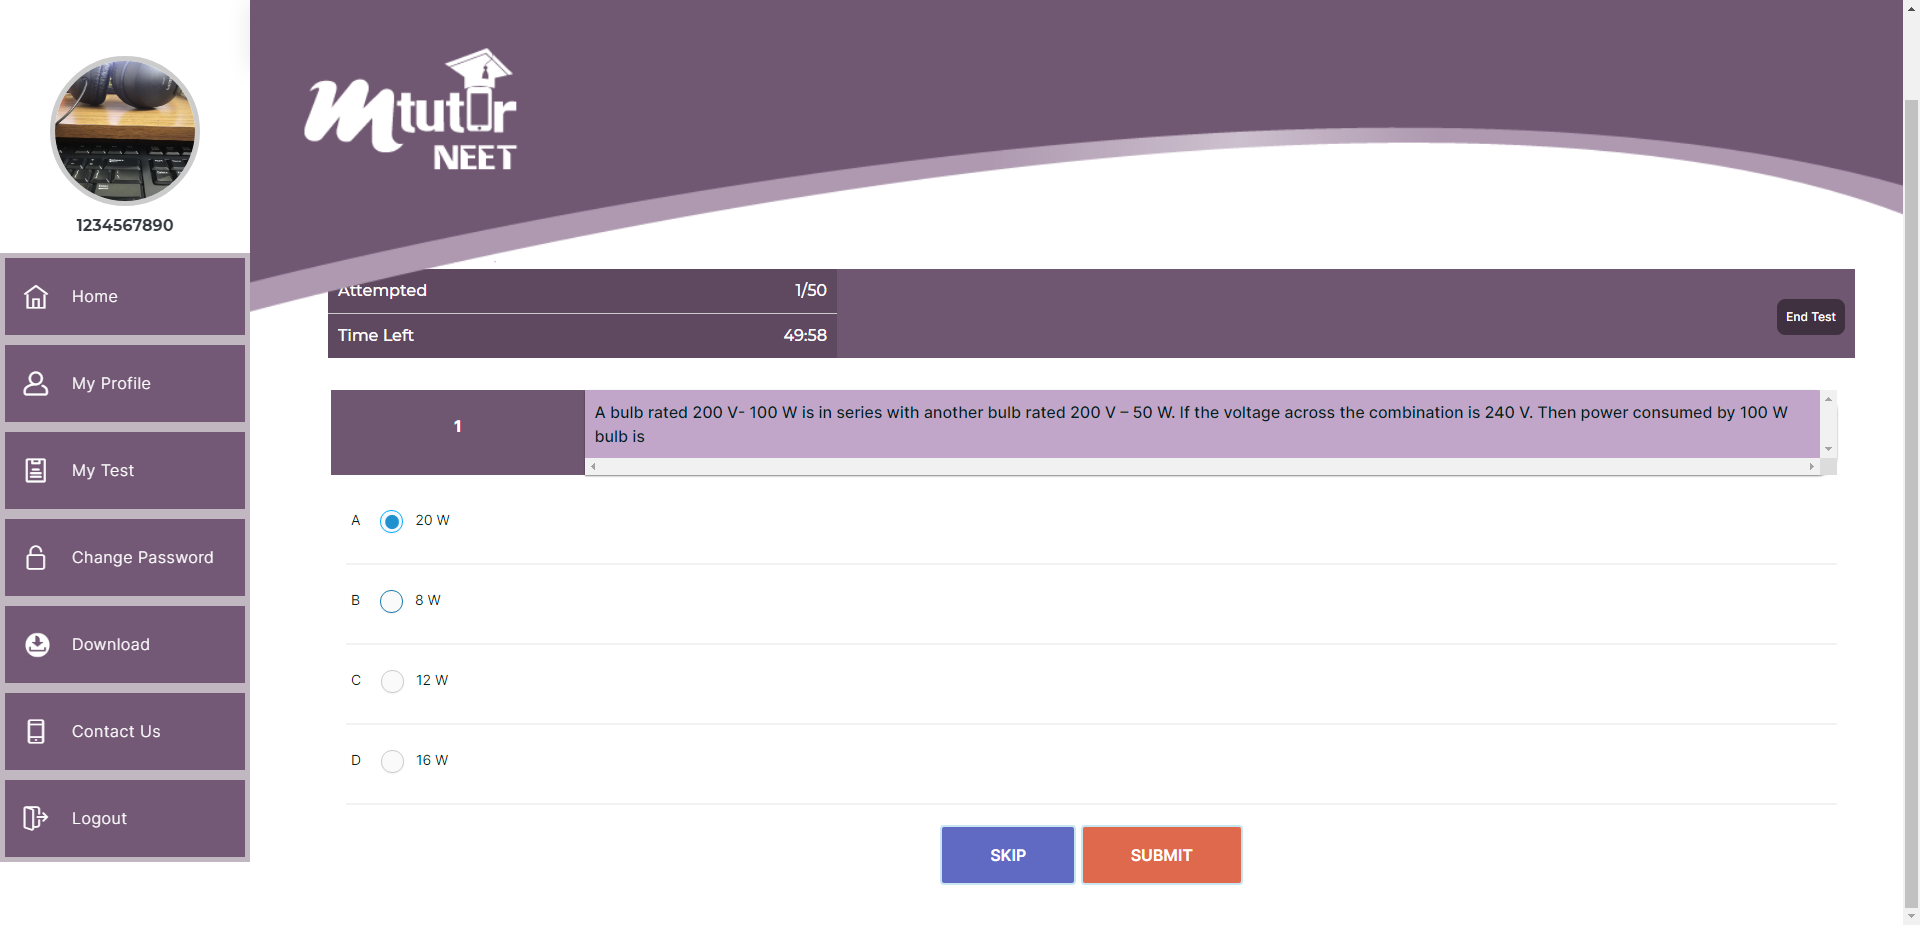 Mtutor
NEET
1234567890
Home
My Profile
My Test
Change Password
Download
Contact Us
Logout
Attempted 1/50
Time Left 49:58
End Test
1
A bulb rated 200 V- 100 W is in series with another bulb rated 200 V – 50 W. If the voltage across the combination is 240 V. Then power consumed by 100 W
bulb is
A 20 W
B 8 W
C 12 W
D 16 W
SKIP SUBMIT